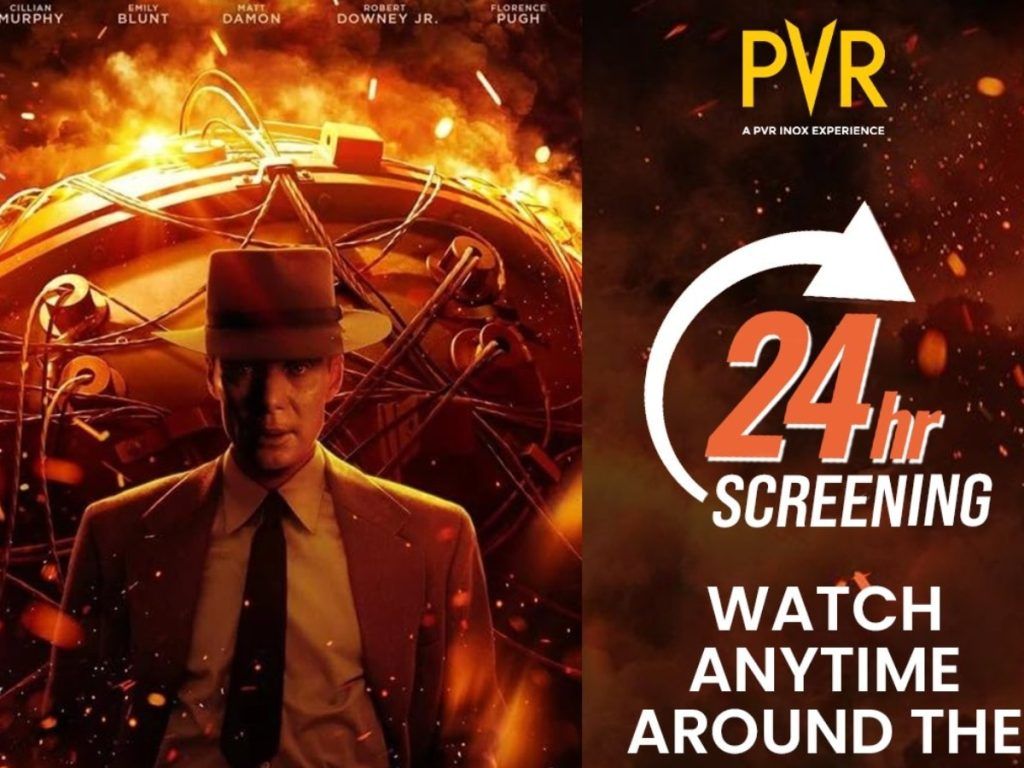 CILLIAN
MURPHY
EMILY
BLUNT
MATT
DAMON
ROBERT
DOWNEY JR.
FLORENCE
PUGH
PVR
A PVR INOX EXPERIENCE
24hr
SCREENING
WATCH
ANYTIME
AROUND THE